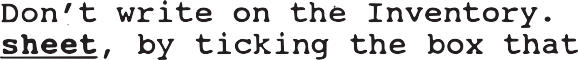 Don't write on the Inventory.
sheet, by ticking the box that